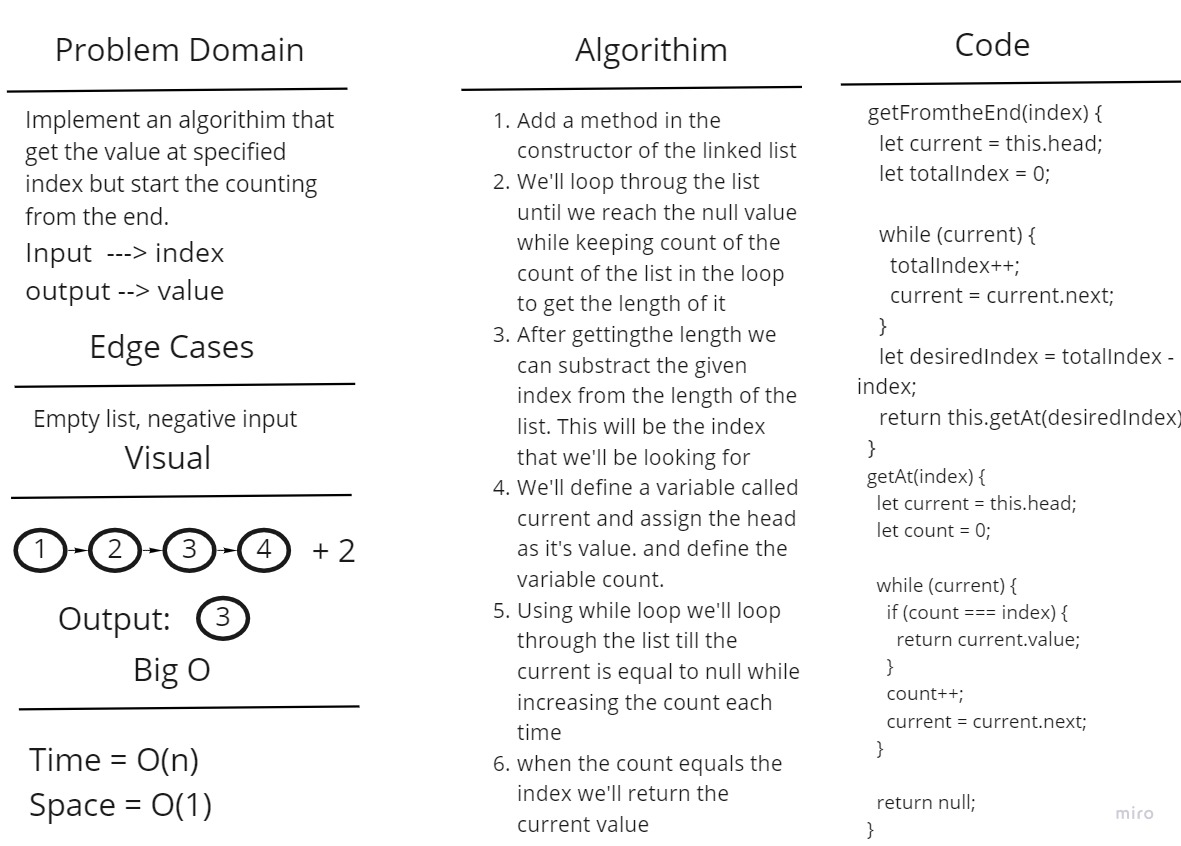 Problem Domain
Implement an algorithim that
get the value at specified
index but start the counting
from the end.
Input ---> index
output --> value
Edge Cases
Empty list, negative input
Visual
1 2 3 4 + 2
Output: 3
Big O
Time = O(n)
Space = O(1)
Algorithim
1. Add a method in the
constructor of the linked list
2. We'll loop throug the list
until we reach the null value
while keeping count of the
count of the list in the loop
to get the length of it
3. After gettingthe length we
can substract the given
index from the length of the
list. This will be the index
that we'll be looking for
4. We'll define a variable called
current and assign the head
as it's value. and define the
variable count.
5. Using while loop we'll loop
through the list till the
current is equal to null while
increasing the count each
time
6. when the count equals the
index we'll return the
current value
Code
getFromtheEnd(index) {
let current = this.head;
let totalIndex = 0;
while (current) {
totalIndex++;
current = current.next;
}
let desiredIndex = totalIndex -
index;
return this.getAt(desiredIndex)
}
getAt(index) {
let current = this.head;
let count = 0;
while (current) {
if (count === index) {
return current.value;
}
count++;
current = current.next;
}
return null;
}
miro